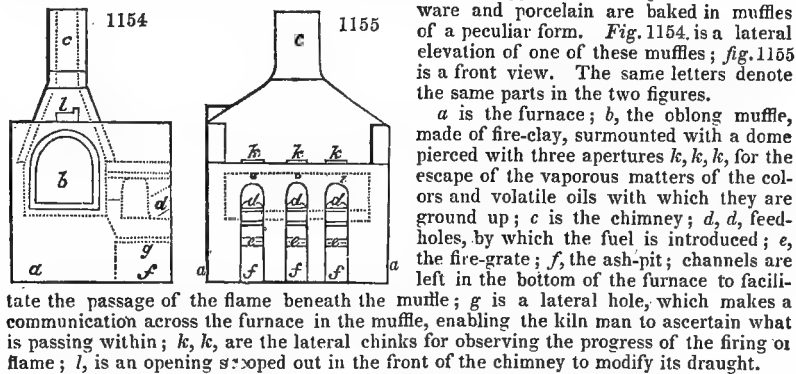 1154
c
l
b
d
g
a
f
1155
c
k k k
d d d
e e e
a f f f a
ware and porcelain are baked in muffles
of a peculiar form. Fig. 1154. is a lateral
elevation of one of these muffles; fig. 1155
is a front view. The same letters denote
the same parts in the two figures.
a is the furnace; b, the oblong muffle,
made of fire-clay, surmounted with a dome
pierced with three apertures k, k, k, for the
escape of the vaporous matters of the col-
ors and volatile oils with which they are
ground up; c is the chimney; d, d, feed-
holes, by which the fuel is introduced; e,
the fire-grate; f, the ash-pit; channels are
left in the bottom of the furnace to facili-
tate the passage of the flame beneath the muffle; g is a lateral hole, which makes a
communication across the furnace in the muffle, enabling the kiln man to ascertain what
is passing within; k, k, are the lateral chinks for observing the progress of the firing or
flame; l, is an opening scooped out in the front of the chimney to modify its draught.